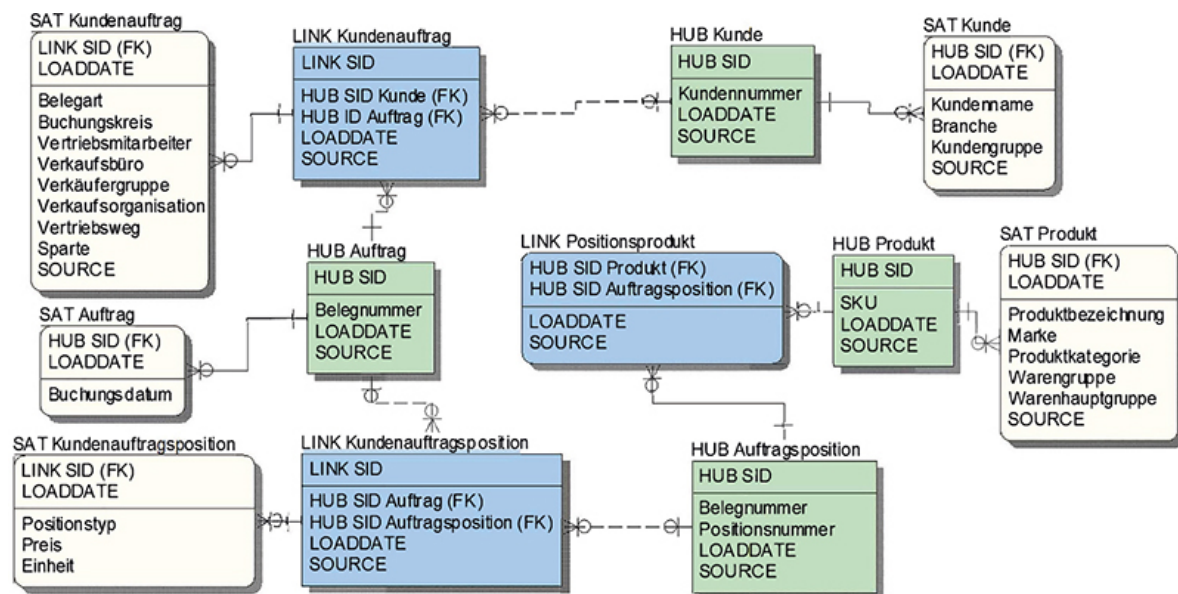 SAT Kundenauftrag
LINK SID (FK)
LOADDATE
Belegart
Buchungskreis
Vertriebsmitarbeiter
Verkaufsbüro
Verkäufergruppe
Verkaufsorganisation
Vertriebsweg
Sparte
SOURCE
LINK Kundenauftrag
LINK SID
HUB SID Kunde (FK)
HUB ID Auftrag (FK)
LOADDATE
SOURCE
HUB Kunde
HUB SID
Kundennummer
LOADDATE
SOURCE
SAT Kunde
HUB SID (FK)
LOADDATE
Kundenname
Branche
Kundengruppe
SOURCE
HUB Auftrag
HUB SID
Belegnummer
LOADDATE
SOURCE
LINK Positionsprodukt
HUB SID Produkt (FK)
HUB SID Auftragsposition (FK)
LOADDATE
SOURCE
HUB Produkt
HUB SID
SKU
LOADDATE
SOURCE
SAT Produkt
HUB SID (FK)
LOADDATE
Produktbezeichnung
Marke
Produktkategorie
Warengruppe
Warenhauptgruppe
SOURCE
SAT Auftrag
HUB SID (FK)
LOADDATE
Buchungsdatum
SAT Kundenauftragsposition
LINK SID (FK)
LOADDATE
Positionstyp
Preis
Einheit
LINK Kundenauftragsposition
LINK SID
HUB SID Auftrag (FK)
HUB SID Auftragsposition (FK)
LOADDATE
SOURCE
HUB Auftragsposition
HUB SID
Belegnummer
Positionsnummer
LOADDATE
SOURCE